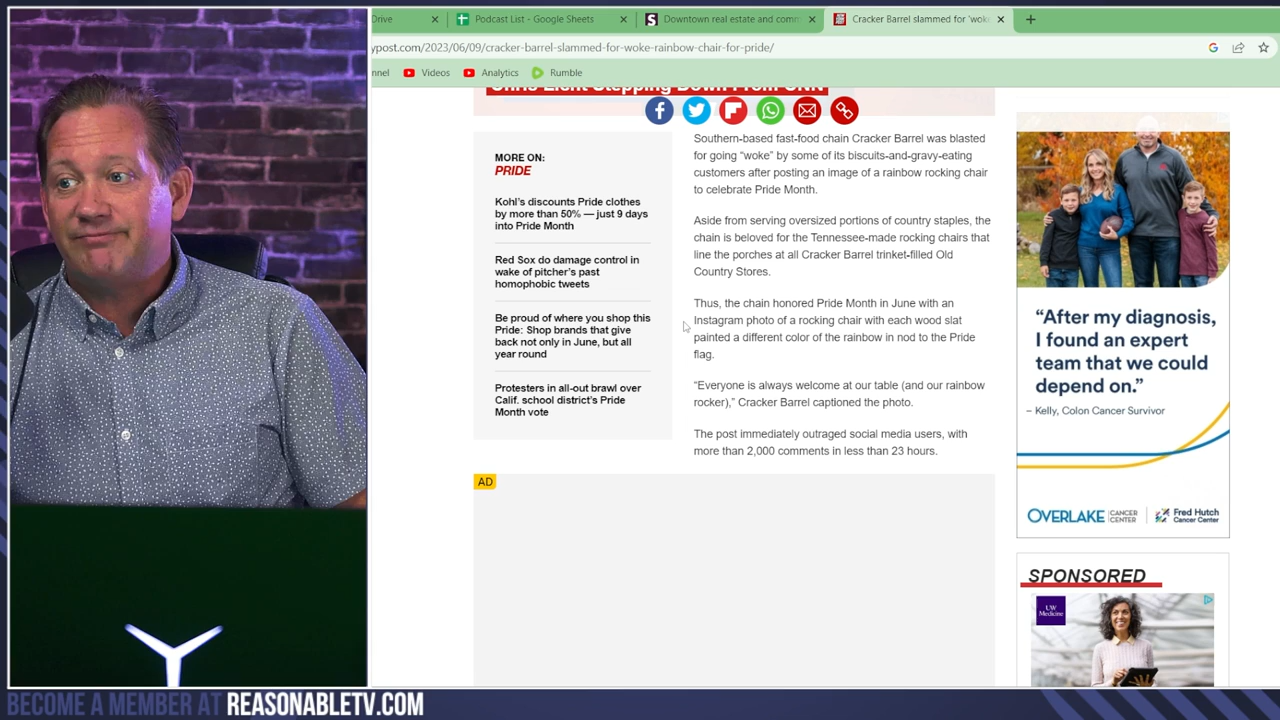 Drive
Podcast List - Google Sheets
Downtown real estate and comm
Cracker Barrel slammed for 'woke
ypost.com/2023/06/09/cracker-barrel-slammed-for-woke-rainbow-chair-for-pride/
nnel
Videos
Analytics
Rumble
Chris Licht Stepping Down From CNN
MORE ON:
PRIDE
Kohl's discounts Pride clothes
by more than 50% — just 9 days
into Pride Month
Red Sox do damage control in
wake of pitcher's past
homophobic tweets
Be proud of where you shop this
Pride: Shop brands that give
back not only in June, but all
year round
Protesters in all-out brawl over
Calif. school district's Pride
Month vote
Southern-based fast-food chain Cracker Barrel was blasted
for going “woke” by some of its biscuits-and-gravy-eating
customers after posting an image of a rainbow rocking chair
to celebrate Pride Month.
Aside from serving oversized portions of country staples, the
chain is beloved for the Tennessee-made rocking chairs that
line the porches at all Cracker Barrel trinket-filled Old
Country Stores.
Thus, the chain honored Pride Month in June with an
Instagram photo of a rocking chair with each wood slat
painted a different color of the rainbow in nod to the Pride
flag.
“Everyone is always welcome at our table (and our rainbow
rocker),” Cracker Barrel captioned the photo.
The post immediately outraged social media users, with
more than 2,000 comments in less than 23 hours.
AD
“After my diagnosis,
I found an expert
team that we could
depend on.”
– Kelly, Colon Cancer Survivor
OVERLAKE CANCER CENTER
Fred Hutch
Cancer Center
SPONSORED
UW
Medicine
BECOME A MEMBER AT REASONABLETV.COM